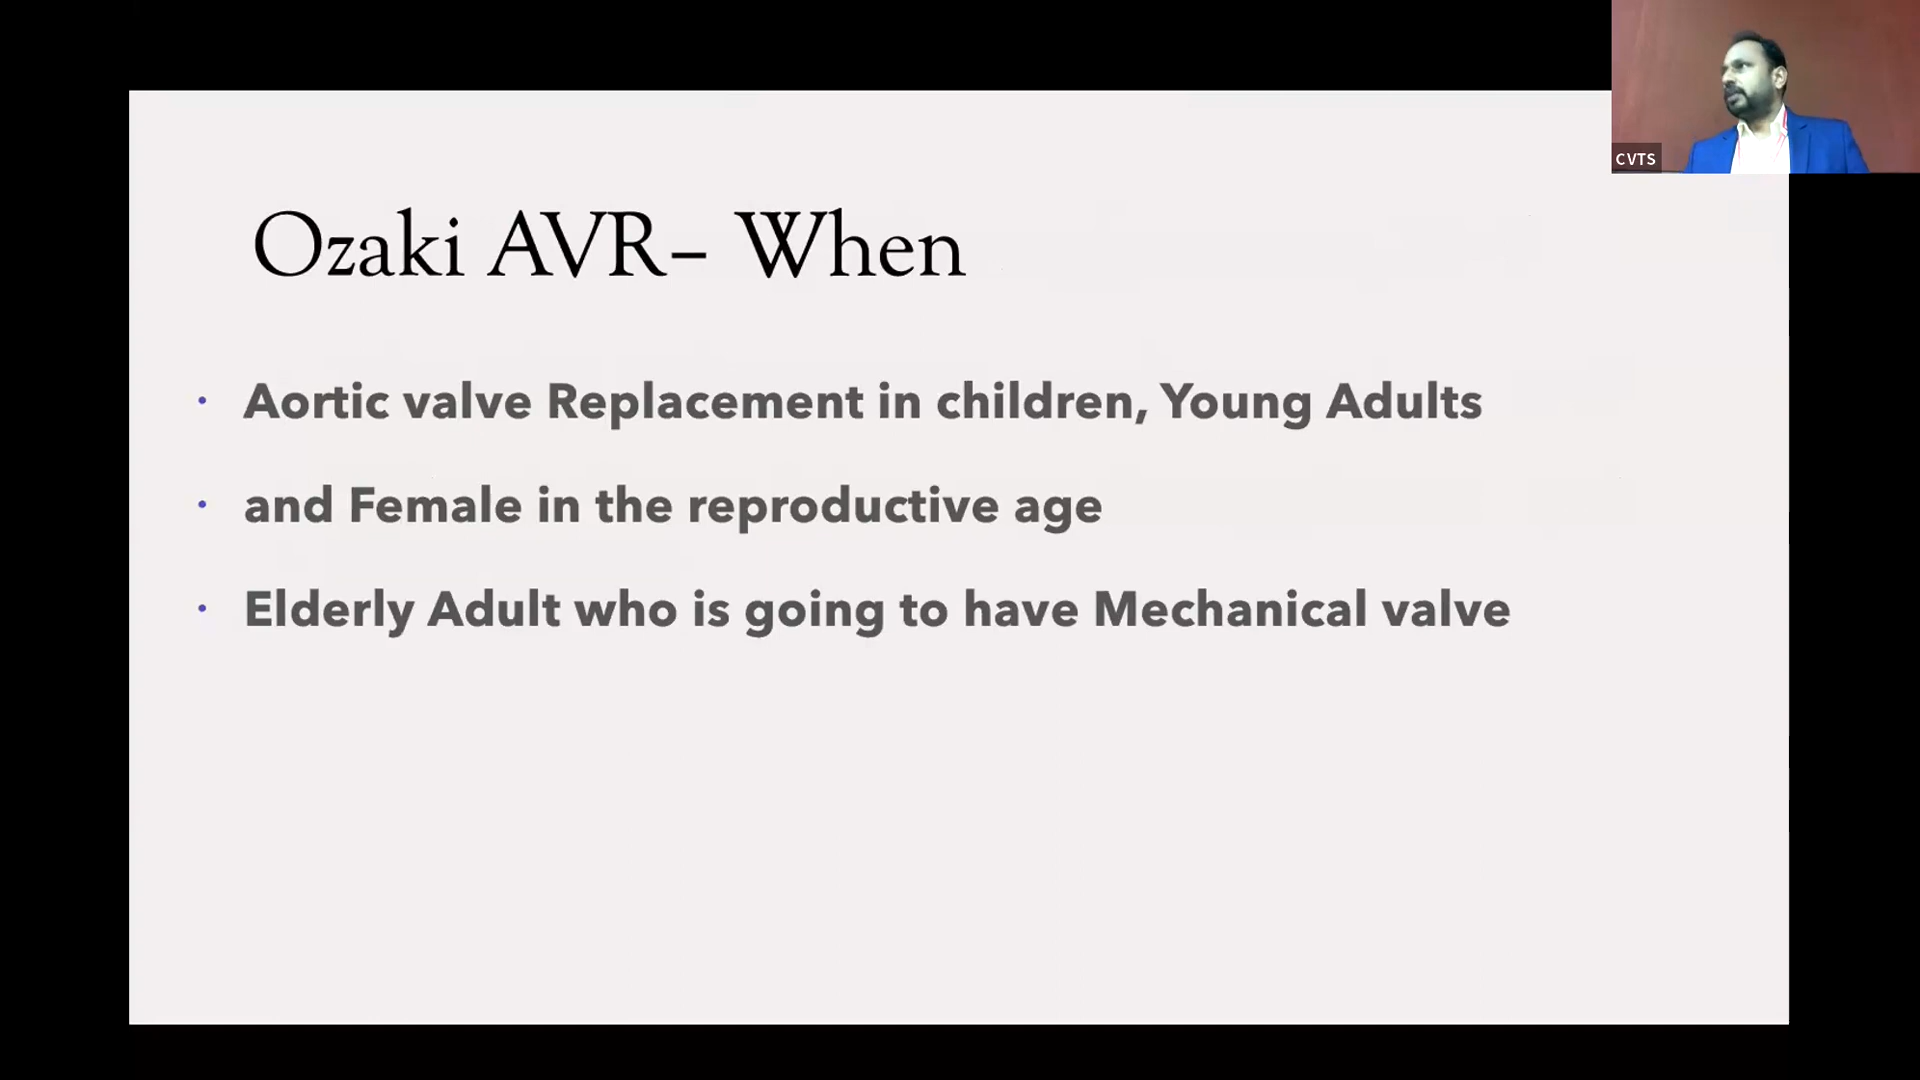 CVTS
Ozaki AVR– When
• Aortic valve Replacement in children, Young Adults
• and Female in the reproductive age
• Elderly Adult who is going to have Mechanical valve